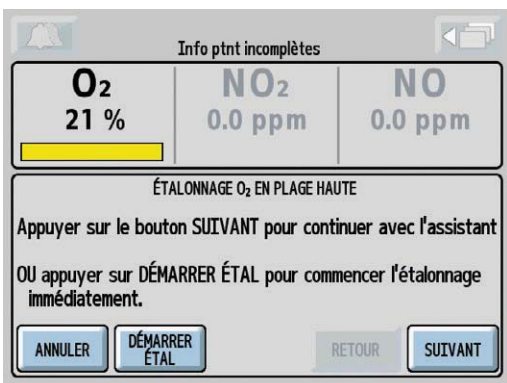 Info ptnt incomplètes
O₂ NO₂ NO
21 % 0.0 ppm 0.0 ppm
ÉTALONNAGE O₂ EN PLAGE HAUTE
Appuyer sur le bouton SUIVANT pour continuer avec l'assistant
OU appuyer sur DÉMARRER ÉTAL pour commencer l'étalonnage
immédiatement.
ANNULER
DÉMARRER
ÉTAL
RETOUR
SUIVANT